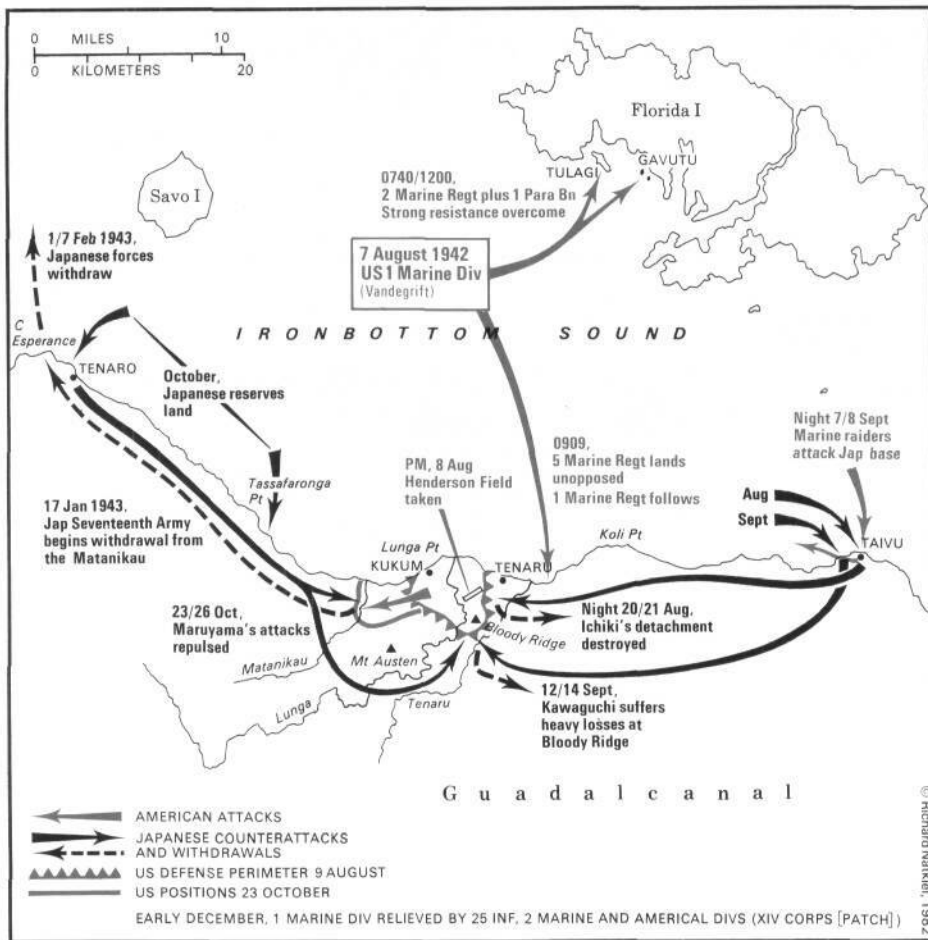 0 MILES 10
0 KILOMETERS 20
Florida I
TULAGI
GAVUTU
Savo I
0740/1200,
2 Marine Regt plus 1 Para Bn
Strong resistance overcome
1/7 Feb 1943,
Japanese forces
withdraw
7 August 1942
US 1 Marine Div
(Vandegrift)
IRONBOTTOM SOUND
C
Esperance
TENARO
October,
Japanese reserves
land
Night 7/8 Sept
Marine raiders
attack Jap base
0909,
5 Marine Regt lands
unopposed
1 Marine Regt follows
PM, 8 Aug
Henderson Field
taken
Tassafaronga
Pt
Aug
Sept
17 Jan 1943,
Jap Seventeenth Army
begins withdrawal from
the Matanikau
Koli Pt
TAIVU
Lunga Pt
KUKUM
TENARU
23/26 Oct,
Maruyama's attacks
repulsed
Night 20/21 Aug,
Ichiki's detachment
destroyed
Bloody Ridge
Matanikau
Mt Austen
Lunga
Tenaru
12/14 Sept,
Kawaguchi suffers
heavy losses at
Bloody Ridge
Guadalcanal
AMERICAN ATTACKS
JAPANESE COUNTERATTACKS
AND WITHDRAWALS
US DEFENSE PERIMETER 9 AUGUST
US POSITIONS 23 OCTOBER
EARLY DECEMBER, 1 MARINE DIV RELIEVED BY 25 INF, 2 MARINE AND AMERICAL DIVS (XIV CORPS [PATCH])
© Richard Natkiel, 1982